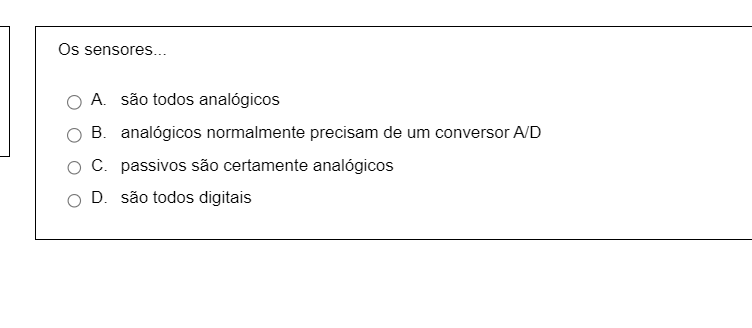 Os sensores...
A. são todos analógicos
B. analógicos normalmente precisam de um conversor A/D
C. passivos são certamente analógicos
D. são todos digitais